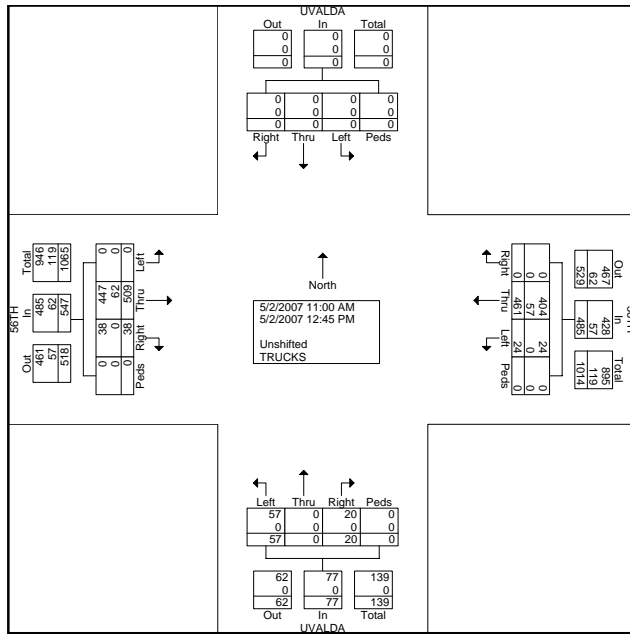 UVALDA
Out In Total
0 0 0
0 0 0
0 0 0
0 0 0 0
0 0 0 0
0 0 0 0
Right Thru Left Peds
56TH
Out In Total
461 485 946
57 62 119
518 547 1065
Peds Right Thru Left
0 38 447 0
0 0 62 0
0 38 509 0
North
5/2/2007 11:00 AM
5/2/2007 12:45 PM
Unshifted
TRUCKS
Right Thru Left Peds
0 404 24 0
0 57 0 0
0 461 24 0
Out In Total
467 428 895
62 57 119
529 485 1014
Left Thru Right Peds
57 0 20 0
0 0 0 0
57 0 20 0
62 77 139
0 0 0
62 77 139
Out In Total
UVALDA